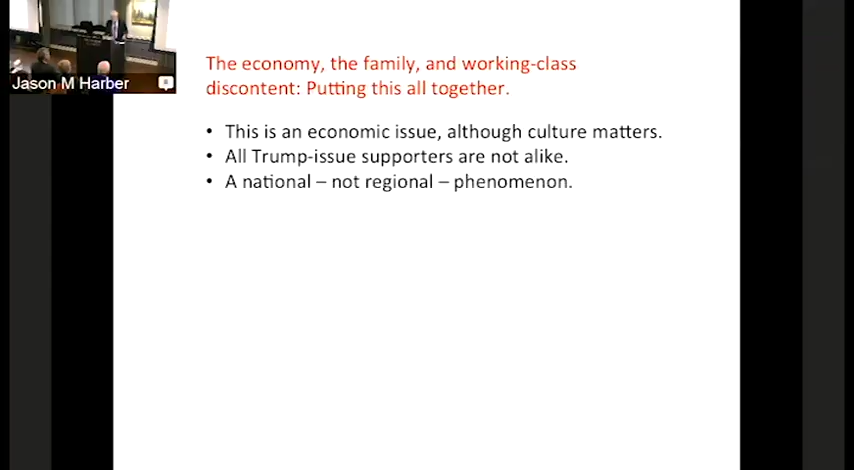 Jason M Harber
The economy, the family, and working-class
discontent: Putting this all together.
• This is an economic issue, although culture matters.
• All Trump-issue supporters are not alike.
• A national – not regional – phenomenon.